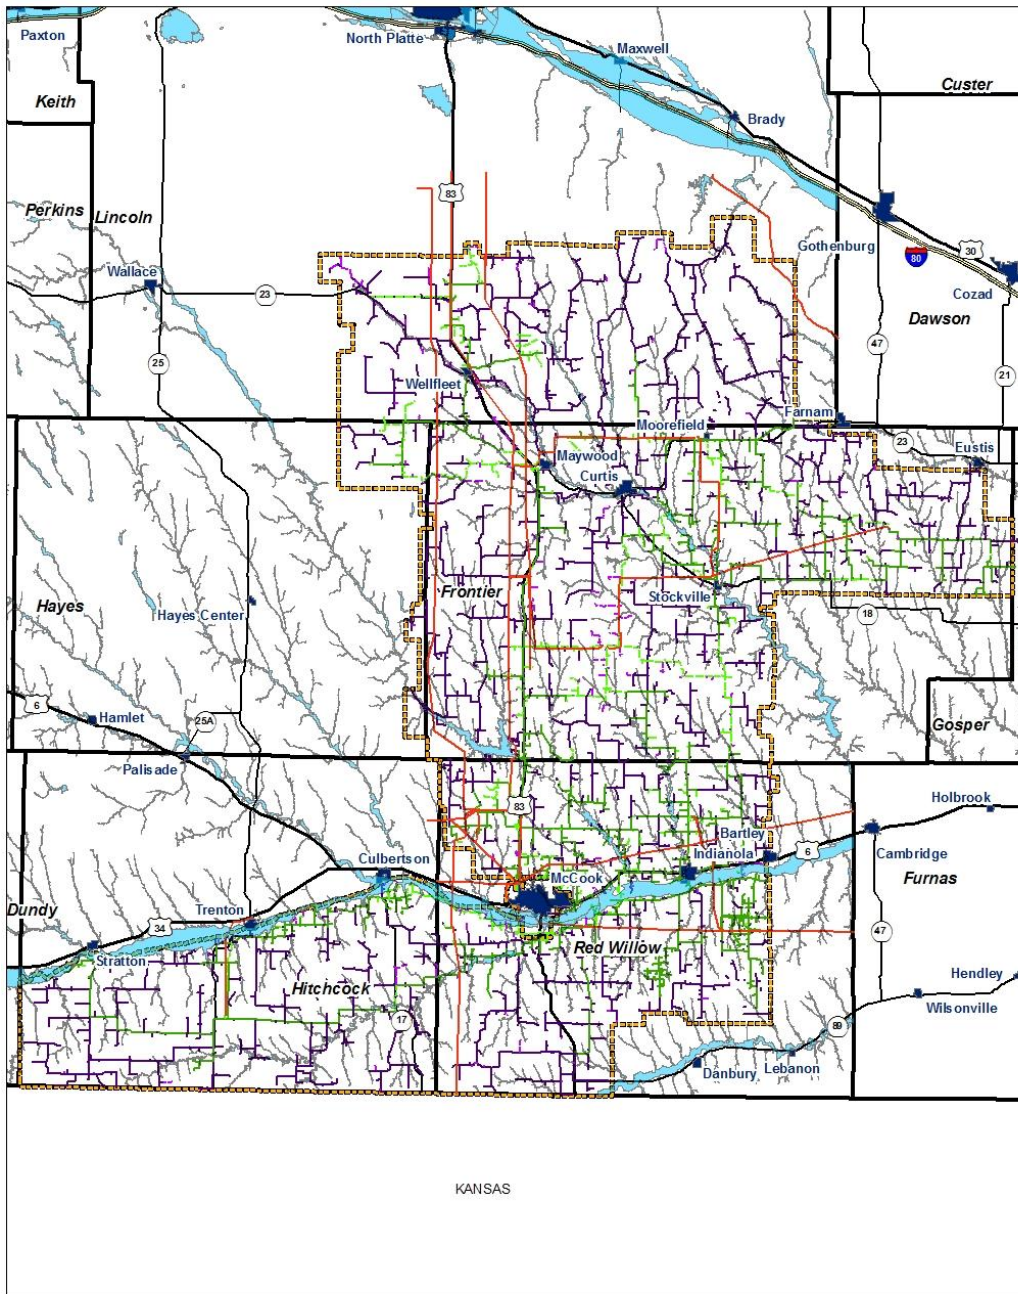 Paxton
North Platte
Maxwell
Custer
Keith
Brady
83
Perkins
Lincoln
Gothenburg
30
80
Wallace
Cozad
23
Dawson
47
25
21
Wellfleet
Farnam
Moorefield
23
Eustis
Maywood
Curtis
Hayes
Hayes Center
Frontier
Stockville
18
6
Hamlet
25A
Gosper
Palisade
83
Holbrook
Bartley
6
Culbertson
Indianola
Cambridge
McCook
Furnas
Dundy
Trenton
34
47
Red Willow
Stratton
Hendley
Hitchcock
Wilsonville
17
89
Danbury
Lebanon
KANSAS